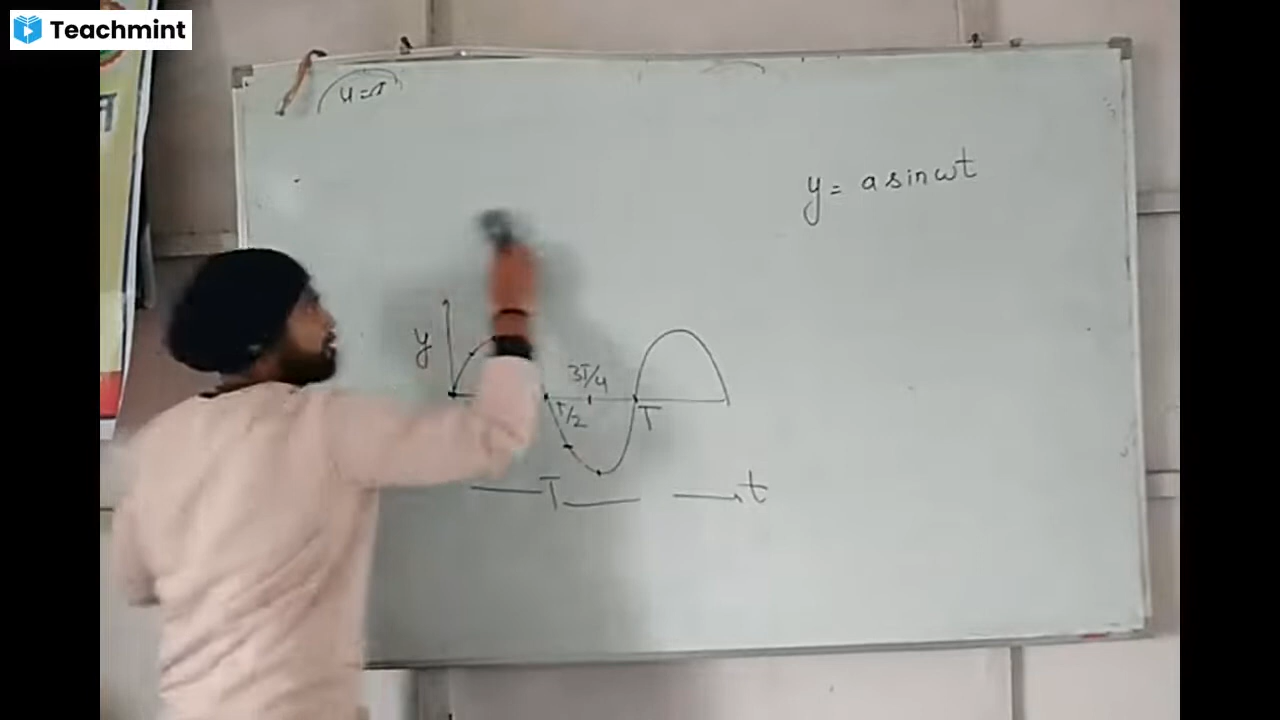 Teachmint
y = a sin ωt
y
3T/4
T/2
T
T
t